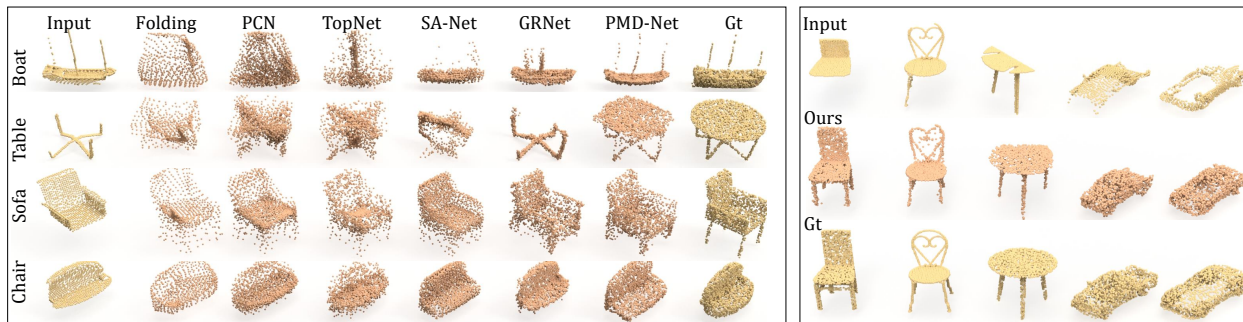 Input Folding PCN TopNet SA-Net GRNet PMD-Net Gt
Boat
Table
Sofa
Chair
Input
Ours
Gt